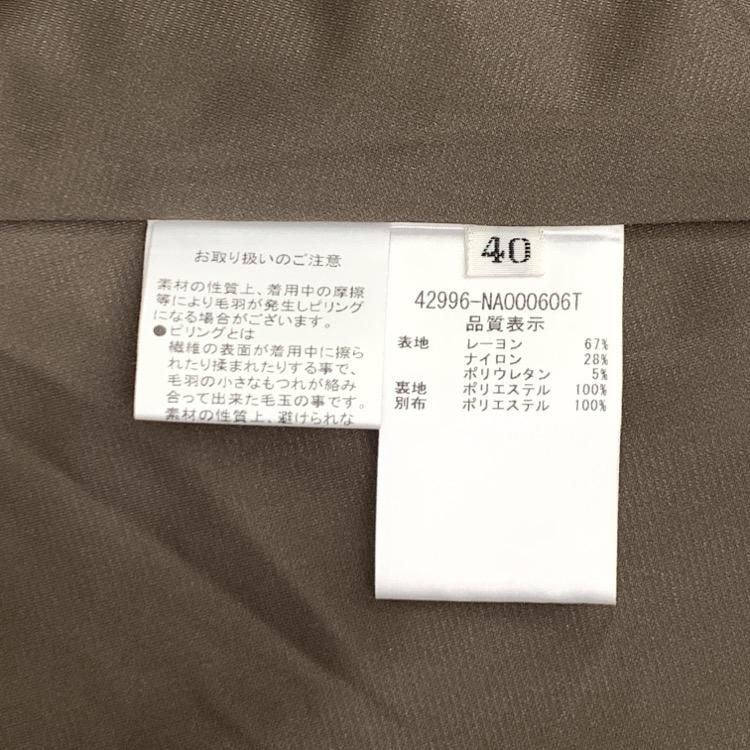 お取り扱いのご注意
素材の性質上、着用中の摩擦
等により毛羽が発生しピリング
になる場合がございます。
●ピリングとは
繊維の表面が着用中に擦ら
れたり揉まれたりする事で、
毛羽の小さなもつれが絡み
合って出来た毛玉の事です。
素材の性質上、避けられな
40
42996-NA000606T
品質表示
表地 レーヨン 67%
ナイロン 28%
ポリウレタン 5%
裏地 ポリエステル 100%
別布 ポリエステル 100%